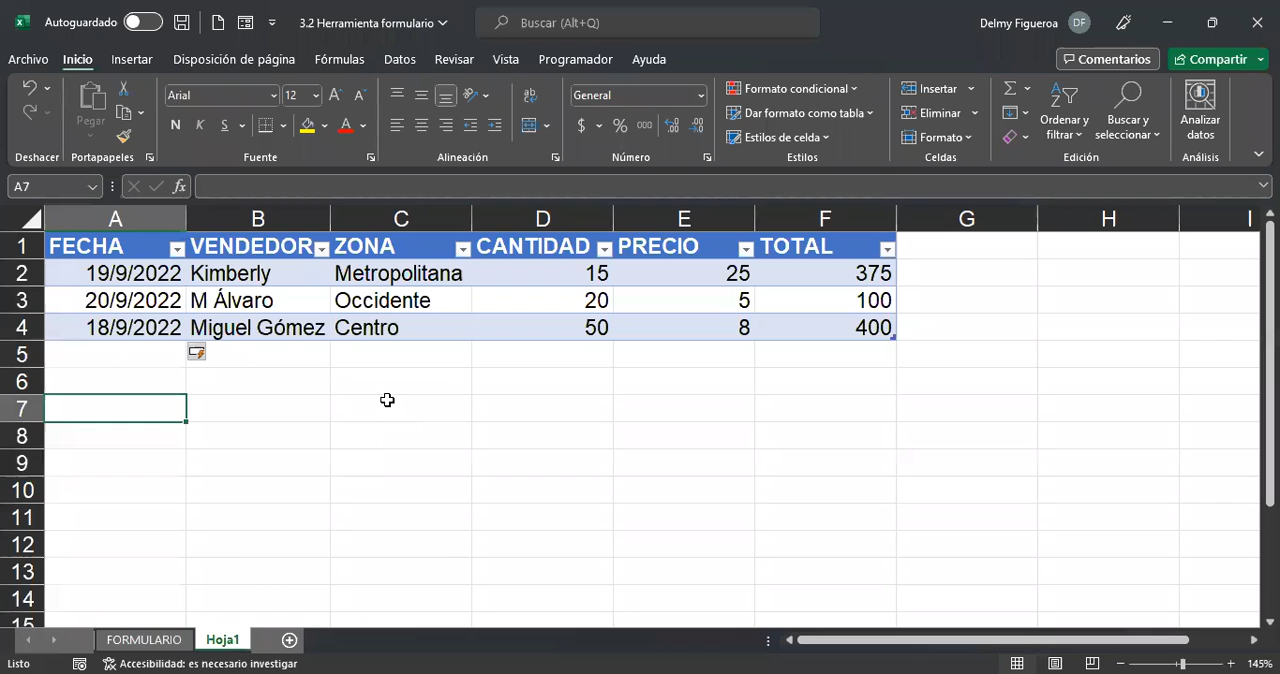 Autoguardado 3.2 Herramienta formulario Buscar (Alt+Q) Delmy Figueroa DF
Archivo Inicio Insertar Disposición de página Fórmulas Datos Revisar Vista Programador Ayuda Comentarios Compartir
Pegar Arial 12 General Formato condicional Insertar
N K S $ % 000 Dar formato como tabla Eliminar Ordenar y filtrar Buscar y seleccionar Analizar datos
Estilos de celda Formato
Deshacer Portapapeles Fuente Alineación Número Estilos Celdas Edición Análisis
A7 fx
A B C D E F G H I
1 FECHA VENDEDOR ZONA CANTIDAD PRECIO TOTAL
2 19/9/2022 Kimberly Metropolitana 15 25 375
3 20/9/2022 M Álvaro Occidente 20 5 100
4 18/9/2022 Miguel Gómez Centro 50 8 400
5
6
7
8
9
10
11
12
13
14
15
FORMULARIO Hoja1
Listo Accesibilidad: es necesario investigar 145%